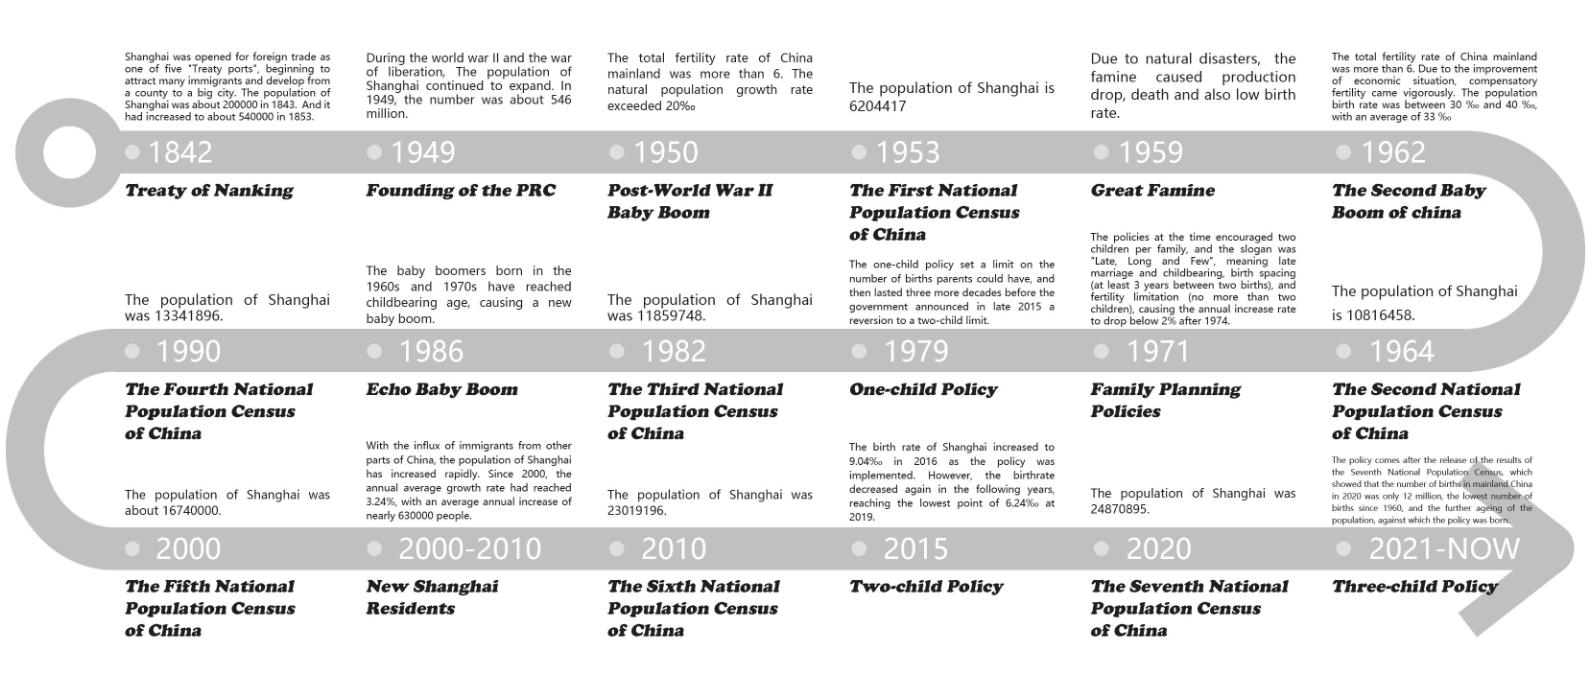 Shanghai was opened for foreign trade as
one of five "Treaty ports", beginning to
attract many immigrants and develop from
a county to a big city. The population of
Shanghai was about 200000 in 1843. And it
had increased to about 540000 in 1853.
1842
Treaty of Nanking
During the world war II and the war
of liberation, The population of
Shanghai continued to expand. In
1949, the number was about 546
million.
1949
Founding of the PRC
The total fertility rate of China
mainland was more than 6. The
natural population growth rate
exceeded 20‰
1950
Post-World War II
Baby Boom
The population of Shanghai is
6204417
1953
The First National
Population Census
of China
Due to natural disasters, the
famine caused production
drop, death and also low birth
rate.
1959
Great Famine
The total fertility rate of China mainland
was more than 6. Due to the improvement
of economic situation, compensatory
fertility came vigorously. The population
birth rate was between 30 ‰ and 40 ‰,
with an average of 33 ‰
1962
The Second Baby
Boom of china
The population of Shanghai
is 10816458.
1964
The Second National
Population Census
of China
The policies at the time encouraged two
children per family, and the slogan was
"Late, Long and Few", meaning late
marriage and childbearing, birth spacing
(at least 3 years between two births), and
fertility limitation (no more than two
children), causing the annual increase rate
to drop below 2% after 1974.
1971
Family Planning
Policies
The one-child policy set a limit on the
number of births parents could have, and
then lasted three more decades before the
government announced in late 2015 a
reversion to a two-child limit.
1979
One-child Policy
The population of Shanghai
was 11859748.
1982
The Third National
Population Census
of China
The baby boomers born in the
1960s and 1970s have reached
childbearing age, causing a new
baby boom.
1986
Echo Baby Boom
The population of Shanghai
was 13341896.
1990
The Fourth National
Population Census
of China
The population of Shanghai was
about 16740000.
2000
The Fifth National
Population Census
of China
With the influx of immigrants from other
parts of China, the population of Shanghai
has increased rapidly. Since 2000, the
annual average growth rate had reached
3.24%, with an average annual increase of
nearly 630000 people.
2000-2010
New Shanghai
Residents
The population of Shanghai was
23019196.
2010
The Sixth National
Population Census
of China
The birth rate of Shanghai increased to
9.04‰ in 2016 as the policy was
implemented. However, the birthrate
decreased again in the following years,
reaching the lowest point of 6.24‰ at
2019.
2015
Two-child Policy
The population of Shanghai was
24870895.
2020
The Seventh National
Population Census
of China
The policy comes after the release of the results of
the Seventh National Population Census, which
showed that the number of births in mainland China
in 2020 was only 12 million, the lowest number of
births since 1960, and the further ageing of the
population, against which the policy was born.
2021-NOW
Three-child Policy